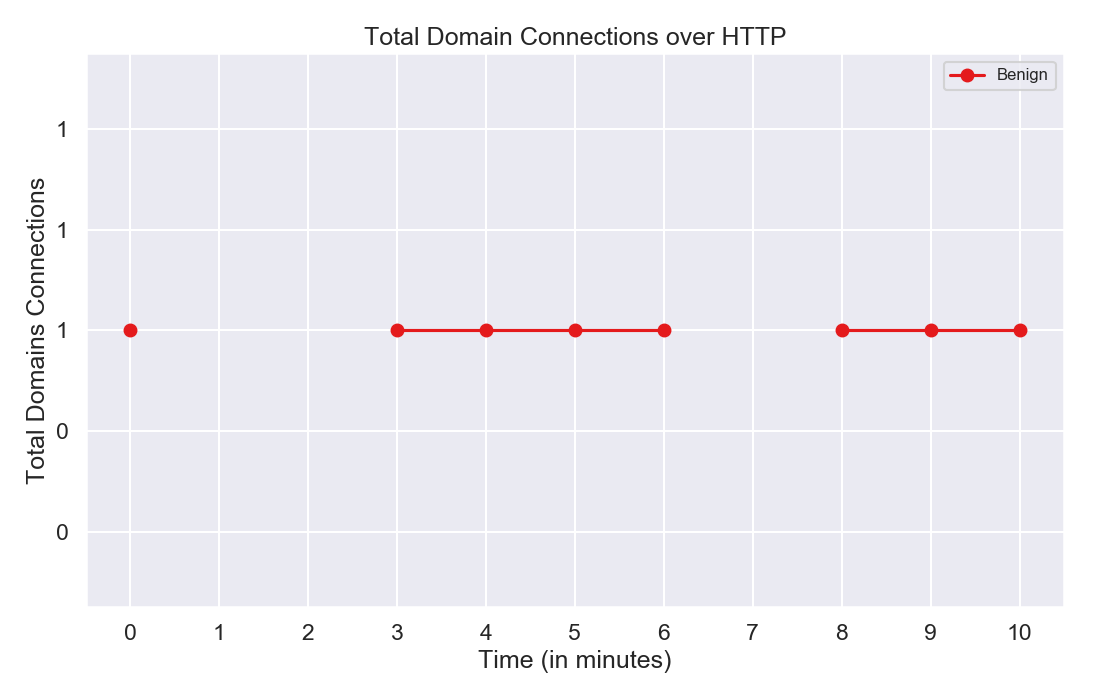 Total Domain Connections over HTTP
Benign
Total Domains Connections
1
1
1
0
0
0 1 2 3 4 5 6 7 8 9 10
Time (in minutes)